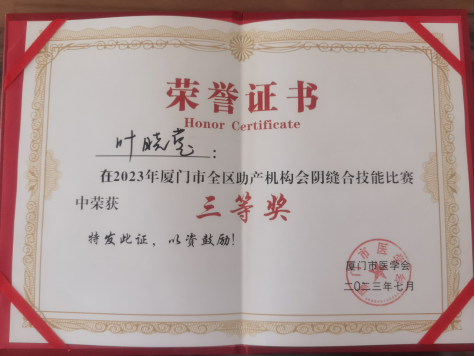 荣誉证书
Honor Certificate
叶晓莹：
在2023年厦门市全区助产机构会阴缝合技能比赛
中荣获 三等奖
特发此证，以资鼓励！
厦门市医学会
二〇二三年七月